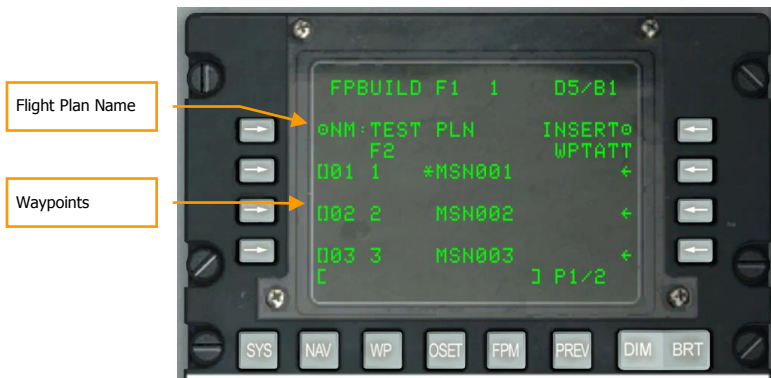 Flight Plan Name
Waypoints
FPBUILD F1 1 D5/B1
⊙NM:TEST PLN INSERT⊙
F2 WPTATT
[]01 1 *MSN001 ←
[]02 2 MSN002 ←
[]03 3 MSN003 ←
[ ] P1/2
SYS NAV WP OSET FPM PREV DIM BRT